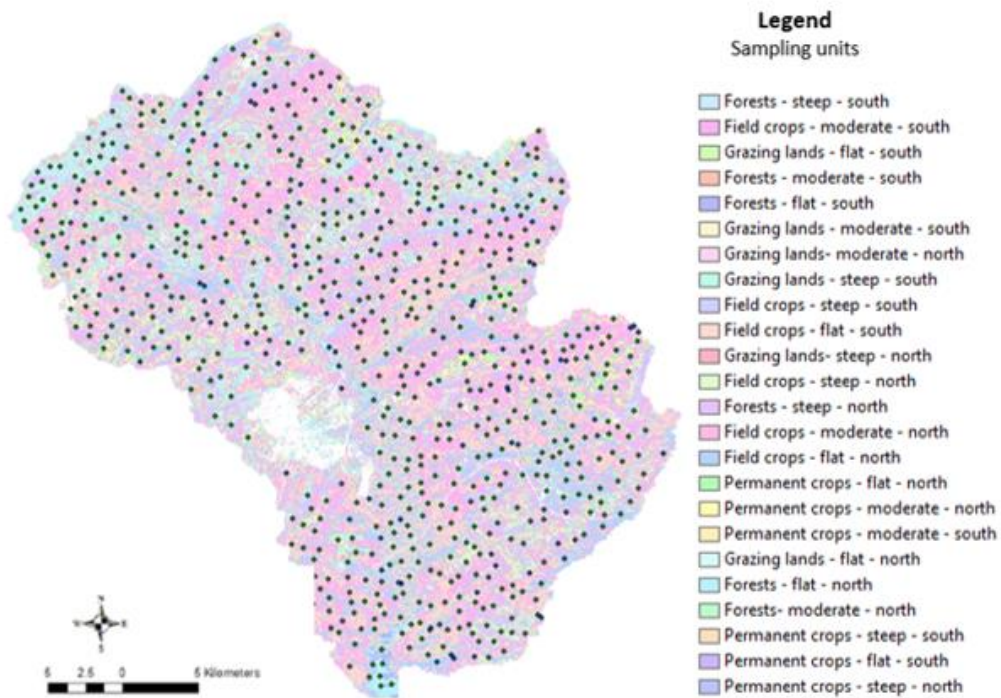 Legend
Sampling units
Forests - steep - south
Field crops - moderate - south
Grazing lands - flat - south
Forests - moderate - south
Forests - flat - south
Grazing lands - moderate - south
Grazing lands- moderate - north
Grazing lands - steep - south
Field crops - steep - south
Field crops - flat - south
Grazing lands- steep - north
Field crops - steep - north
Forests - steep - north
Field crops - moderate - north
Field crops - flat - north
Permanent crops - flat - north
Permanent crops - moderate - north
Permanent crops - moderate - south
Grazing lands - flat - north
Forests - flat - north
Forests- moderate - north
Permanent crops - steep - south
Permanent crops - flat - south
Permanent crops - steep - north
N
W E
S
5 2.5 0 5 Kilometers